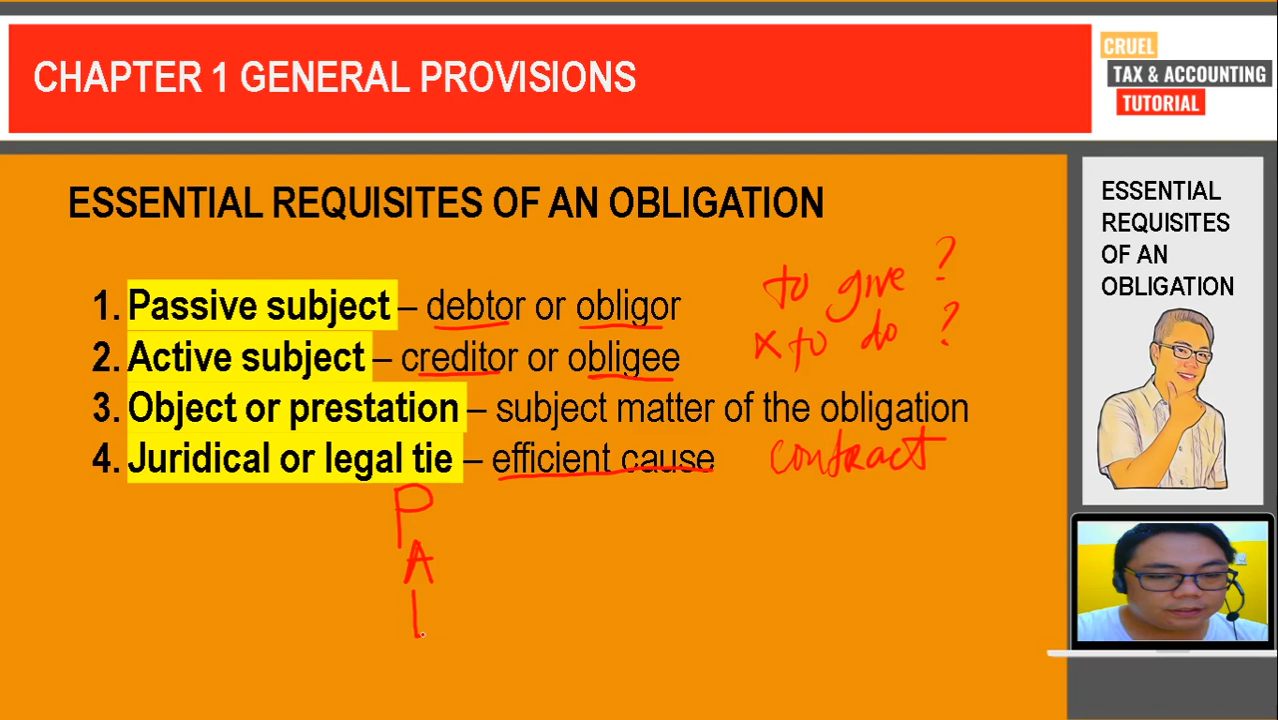 CHAPTER 1 GENERAL PROVISIONS
CRUEL
TAX & ACCOUNTING
TUTORIAL
ESSENTIAL REQUISITES OF AN OBLIGATION
1. Passive subject – debtor or obligor
2. Active subject – creditor or obligee
3. Object or prestation – subject matter of the obligation
4. Juridical or legal tie – efficient cause
to give ?
x to do ?
contract
P
A
L
ESSENTIAL
REQUISITES
OF AN
OBLIGATION